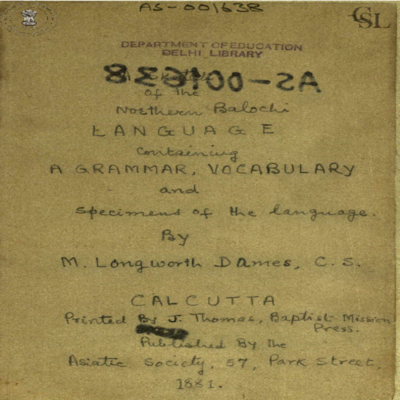 AS-001638
CSL
DEPARTMENT OF EDUCATION
DELHI LIBRARY
AS-001638
of the
Northern Balochi
LANGUAGE
Containing
A GRAMMAR, VOCABULARY
and
Specimens of the language.
By
M. Longworth Dames, C. S.
CALCUTTA
Printed By J. Thomas, Baptist Mission
Press.
Published By the
Asiatic Society, 57, Park Street,
1881.